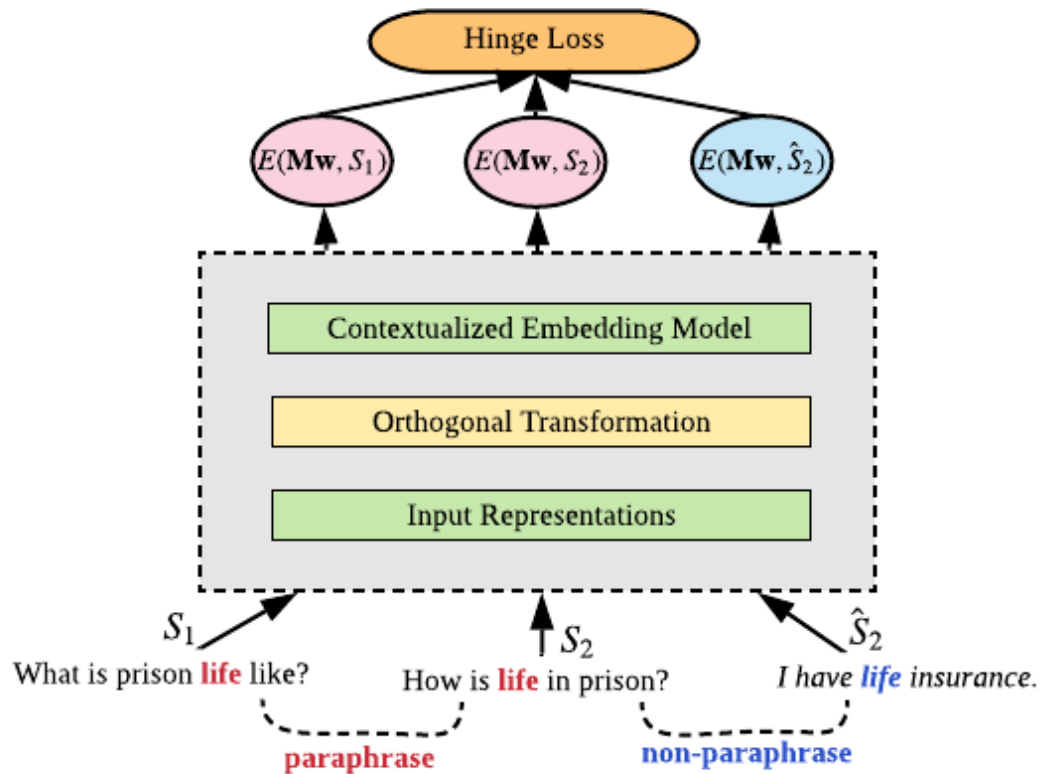 Hinge Loss
E(Mw, S₁)
E(Mw, S₂)
E(Mw, Ŝ₂)
Contextualized Embedding Model
Orthogonal Transformation
Input Representations
S₁
S₂
Ŝ₂
What is prison life like?
How is life in prison?
I have life insurance.
paraphrase
non-paraphrase